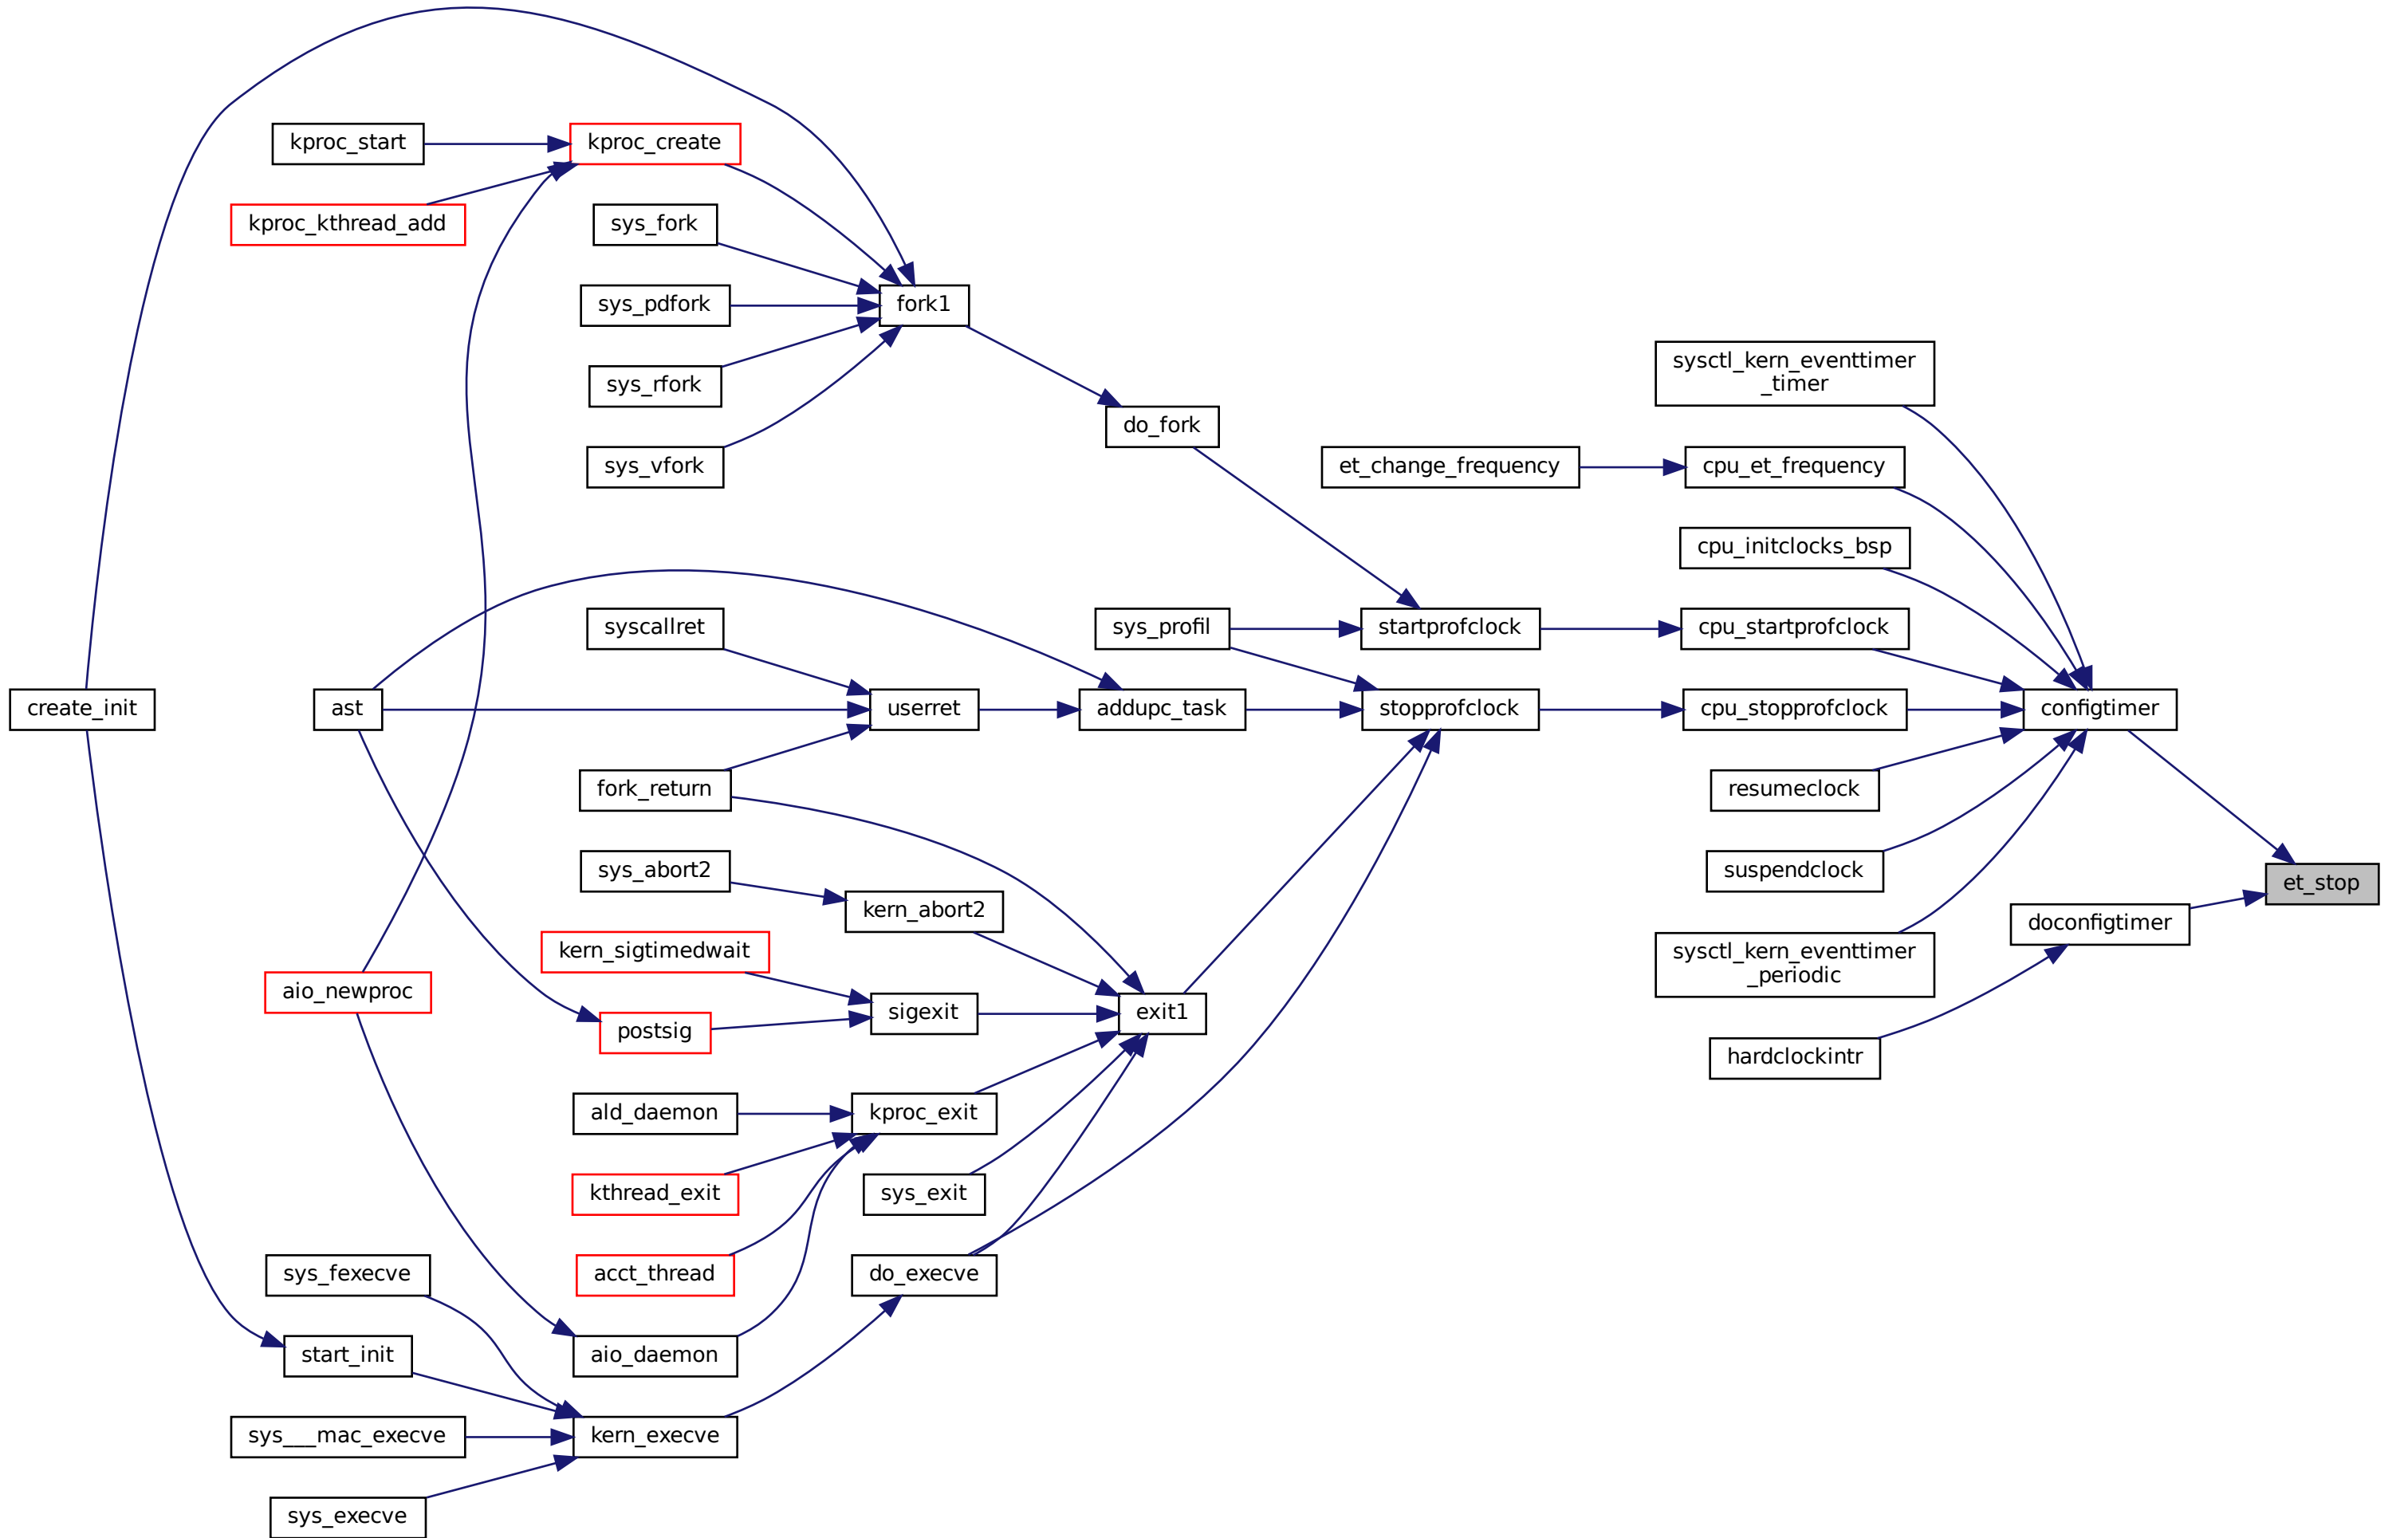 kproc_start
kproc_create
kproc_kthread_add
sys_fork
sys_pdfork
fork1
sys_rfork
sys_vfork
do_fork
sysctl_kern_eventtimer
_timer
et_change_frequency
cpu_et_frequency
cpu_initclocks_bsp
syscallret
sys_profil
startprofclock
cpu_startprofclock
create_init
ast
userret
addupc_task
stopprofclock
cpu_stopprofclock
configtimer
fork_return
resumeclock
sys_abort2
suspendclock
et_stop
kern_abort2
doconfigtimer
kern_sigtimedwait
sysctl_kern_eventtimer
_periodic
aio_newproc
postsig
sigexit
exit1
hardclockintr
ald_daemon
kproc_exit
kthread_exit
sys_exit
sys_fexecve
acct_thread
do_execve
start_init
aio_daemon
sys___mac_execve
kern_execve
sys_execve